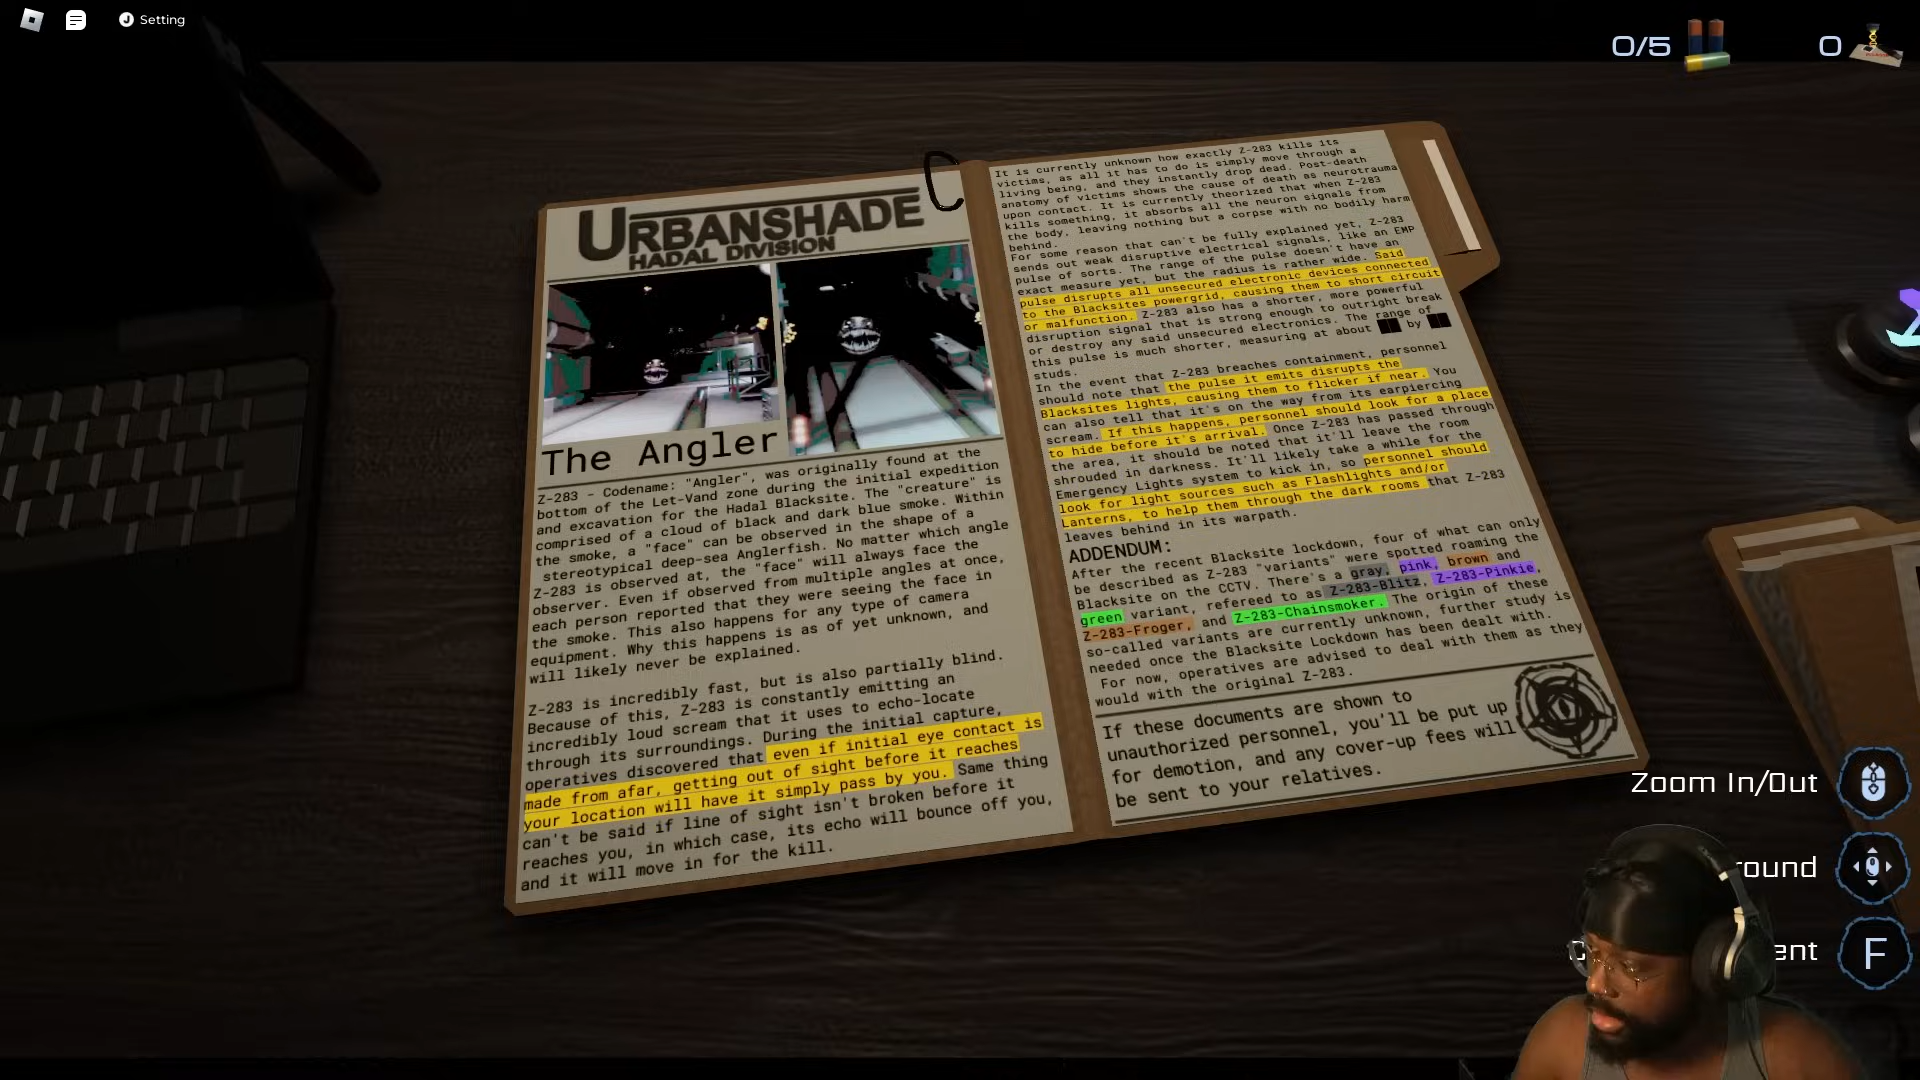 Setting
0/5
0
URBANSHADE
HADAL DIVISION
The Angler
Z-283 - Codename: "Angler", was originally found at the
bottom of the Let-Vand zone during the initial expedition
and excavation for the Hadal Blacksite. The "creature" is
comprised of a cloud of black and dark blue smoke. Within
the smoke, a "face" can be observed in the shape of a
stereotypical deep-sea Anglerfish. No matter which angle
Z-283 is observed at, the "face" will always face the
observer. Even if observed from multiple angles at once,
each person reported that they were seeing the face in
the smoke. This also happens for any type of camera
equipment. Why this happens is as of yet unknown, and
will likely never be explained.
Z-283 is incredibly fast, but is also partially blind.
Because of this, Z-283 is constantly emitting an
incredibly loud scream that it uses to echo-locate
through its surroundings. During the initial capture,
operatives discovered that even if initial eye contact is
made from afar, getting out of sight before it reaches
your location will have it simply pass by you. Same thing
can't be said if line of sight isn't broken before it
reaches you, in which case, its echo will bounce off you,
and it will move in for the kill.
It is currently unknown how exactly Z-283 kills its
victims, as all it has to do is simply move through a
living being, and they instantly drop dead. Post-death
anatomy of victims shows the cause of death as neurotrauma
upon contact. It is currently theorized that when Z-283
kills something, it absorbs all the neuron signals from
the body, leaving nothing but a corpse with no bodily harm
behind.
For some reason that can't be fully explained yet, Z-283
sends out weak disruptive electrical signals, like an EMP
pulse of sorts. The range of the pulse doesn't have an
exact measure yet, but the radius is rather wide. Said
pulse disrupts all unsecured electronic devices connected
to the Blacksites powergrid, causing them to short circuit
or malfunction. Z-283 also has a shorter, more powerful
disruption signal that is strong enough to outright break
or destroy any said unsecured electronics. The range of
this pulse is much shorter, measuring at about by
studs.
In the event that Z-283 breaches containment, personnel
should note that the pulse it emits disrupts the
Blacksites lights, causing them to flicker if near. You
can also tell that it's on the way from its earpiercing
scream. If this happens, personnel should look for a place
to hide before it's arrival. Once Z-283 has passed through
the area, it should be noted that it'll leave the room
shrouded in darkness. It'll likely take a while for the
Emergency Lights system to kick in, so personnel should
look for light sources such as Flashlights and/or
Lanterns, to help them through the dark rooms that Z-283
leaves behind in its warpath.
ADDENDUM:
After the recent Blacksite lockdown, four of what can only
be described as Z-283 "variants" were spotted roaming the
Blacksite on the CCTV. There's a gray, pink, brown and
green variant, refereed to as Z-283-Blitz, Z-283-Pinkie,
Z-283-Froger, and Z-283-Chainsmoker. The origin of these
so-called variants are currently unknown, further study is
needed once the Blacksite Lockdown has been dealt with.
For now, operatives are advised to deal with them as they
would with the original Z-283.
If these documents are shown to
unauthorized personnel, you'll be put up
for demotion, and any cover-up fees will
be sent to your relatives.
Zoom In/Out
round
ent
F